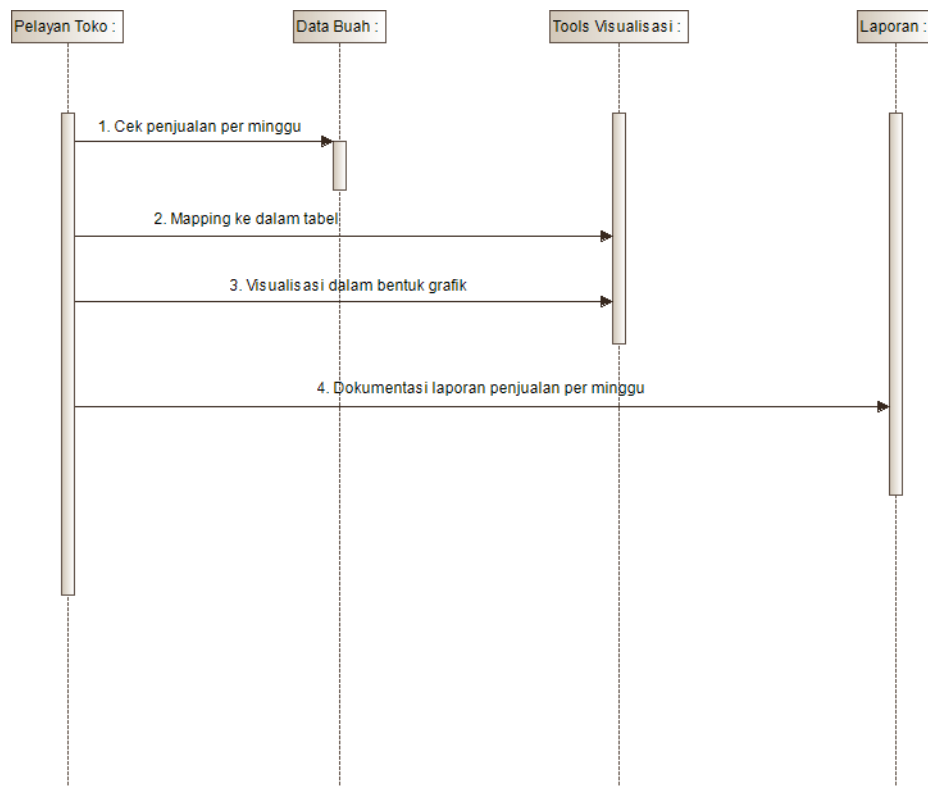 Pelayan Toko :
Data Buah :
Tools Visualisasi :
Laporan :
1. Cek penjualan per minggu
2. Mapping ke dalam tabel
3. Visualisasi dalam bentuk grafik
4. Dokumentasi laporan penjualan per minggu